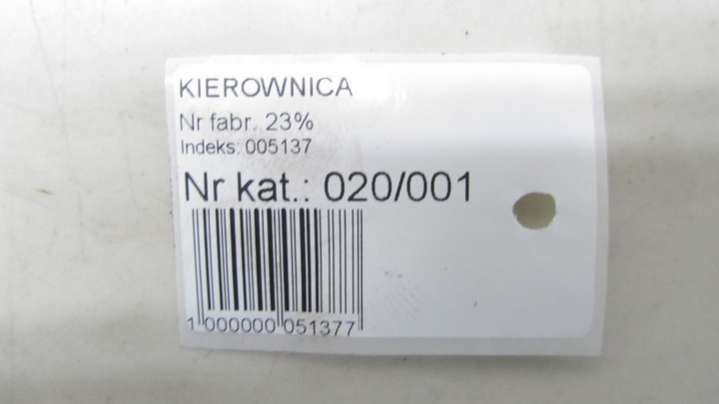 KIEROWNICA
Nr fabr. 23%
Indeks: 005137
Nr kat.: 020/001
1 000000 051377